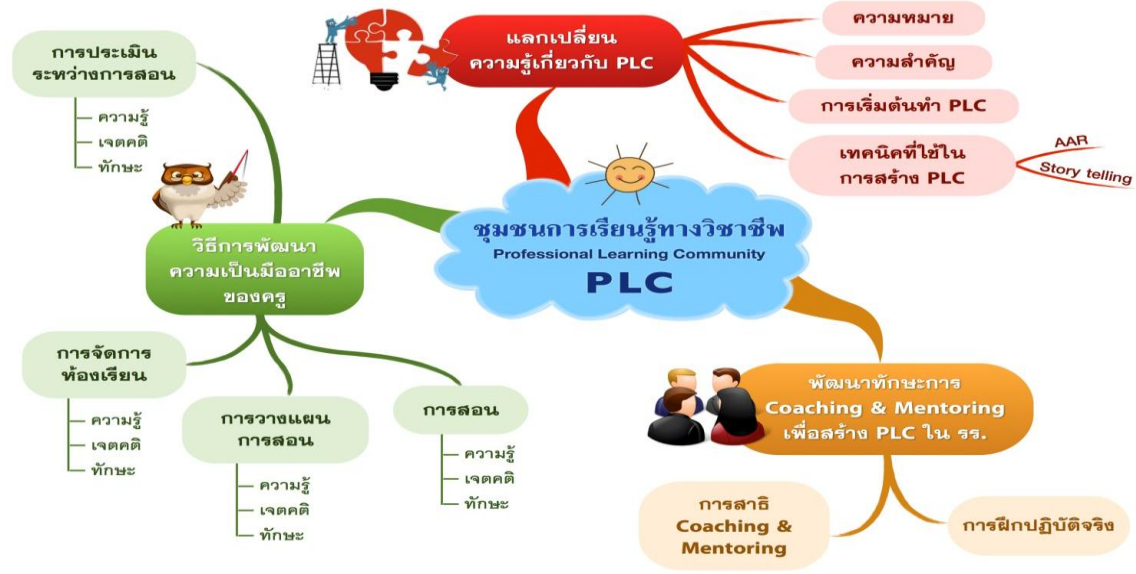 แลกเปลี่ยน
ความรู้เกี่ยวกับ PLC
ความหมาย
ความสำคัญ
การเริ่มต้นทำ PLC
เทคนิคที่ใช้ใน
การสร้าง PLC
AAR
Story telling
การประเมิน
ระหว่างการสอน
ความรู้
เจตคติ
ทักษะ
ชุมชนการเรียนรู้ทางวิชาชีพ
Professional Learning Community
PLC
วิธีการพัฒนา
ความเป็นมืออาชีพ
ของครู
การจัดการ
ห้องเรียน
ความรู้
เจตคติ
ทักษะ
การวางแผน
การสอน
ความรู้
เจตคติ
ทักษะ
การสอน
ความรู้
เจตคติ
ทักษะ
พัฒนาทักษะการ
Coaching & Mentoring
เพื่อสร้าง PLC ใน รร.
การสาธิ
Coaching &
Mentoring
การฝึกปฏิบัติจริง